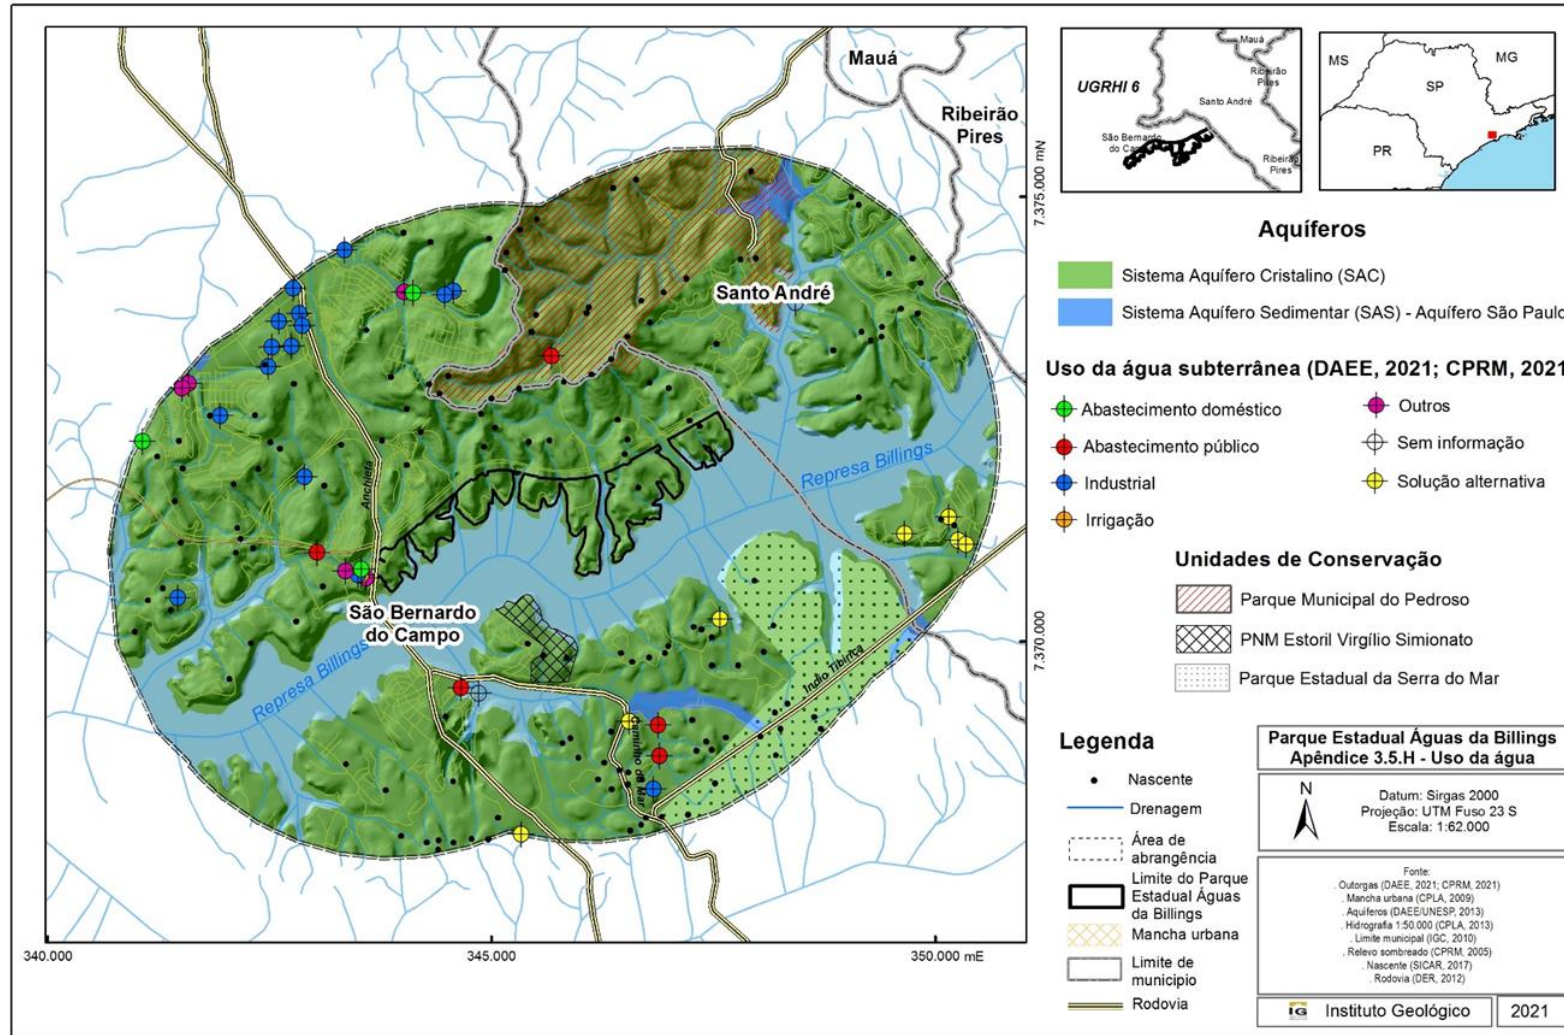 Mauá
Ribeirão
Pires
Santo André
São Bernardo
do Campo
Represa Billings
Represa Billings
Anchieta
Índio Tibiriçá
Caminho do Mar
7.375.000 mN
7.370.000
340.000
345.000
350.000 mE
UGRHI 6
Mauá
Ribeirão
Pires
Santo André
São Bernardo
Ribeirão
Pires
MS
MG
SP
PR
Aquíferos
Sistema Aquífero Cristalino (SAC)
Sistema Aquífero Sedimentar (SAS) - Aquífero São Paulo
Uso da água subterrânea (DAEE, 2021; CPRM, 2021
Abastecimento doméstico
Abastecimento público
Industrial
Irrigação
Outros
Sem informação
Solução alternativa
Unidades de Conservação
Parque Municipal do Pedroso
PNM Estoril Virgílio Simionato
Parque Estadual da Serra do Mar
Legenda
Nascente
Drenagem
Área de
abrangência
Limite do Parque
Estadual Águas
da Billings
Mancha urbana
Limite de
municipio
Rodovia
Parque Estadual Águas da Billings
Apêndice 3.5.H - Uso da água
N
Datum: Sirgas 2000
Projeção: UTM Fuso 23 S
Escala: 1:62.000
Fonte:
. Outorgas (DAEE, 2021; CPRM, 2021)
. Mancha urbana (CPLA, 2009)
. Aquíferos (DAEE/UNESP, 2013)
. Hidrografia 1:50.000 (CPLA, 2013)
. Limite municipal (IGC, 2010)
. Relevo sombreado (CPRM, 2005)
. Nascente (SICAR, 2017)
. Rodovia (DER, 2012)
IG Instituto Geológico
2021